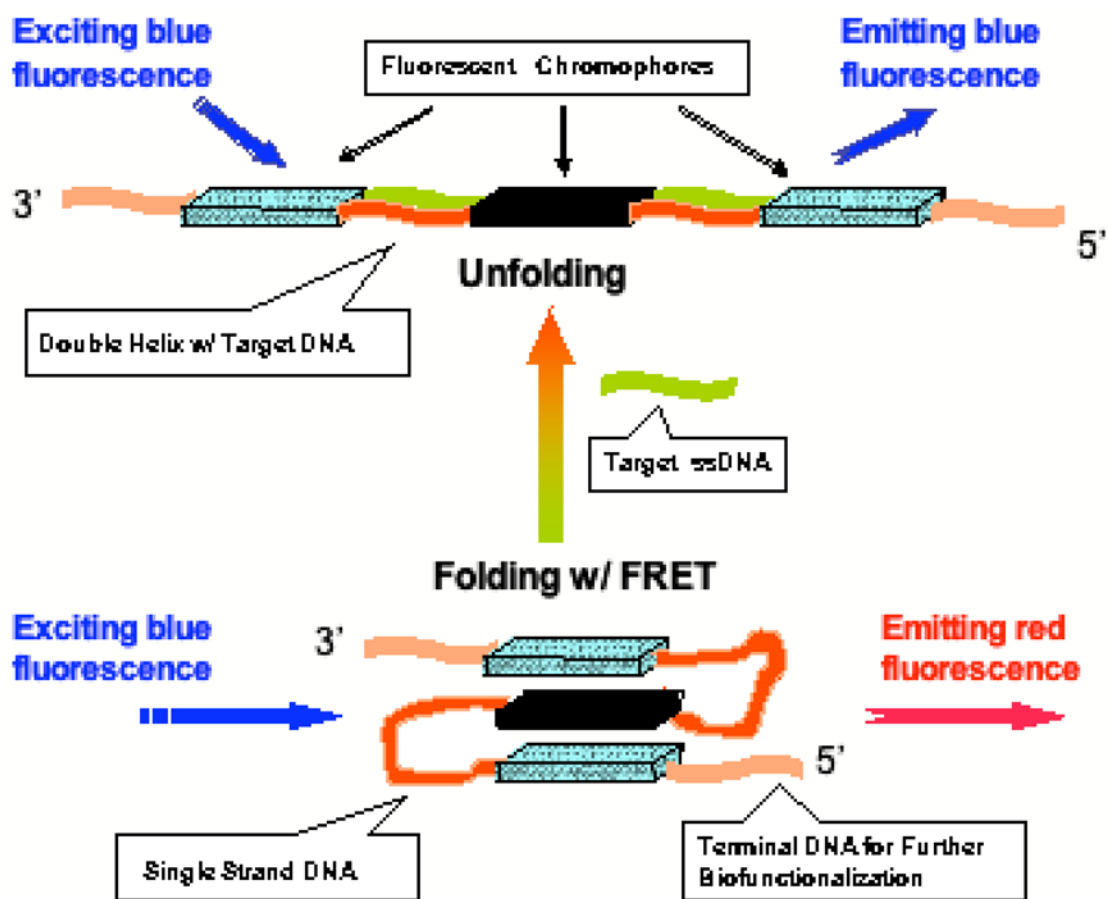 Exciting blue
fluorescence
Fluorescent Chromophores
Emitting blue
fluorescence
3’
5’
Unfolding
Double Helix w/ Target DNA
Target ssDNA
Folding w/ FRET
Exciting blue
fluorescence
3’
Emitting red
fluorescence
5’
Single Strand DNA
Terminal DNA for Further
Biofunctionalization